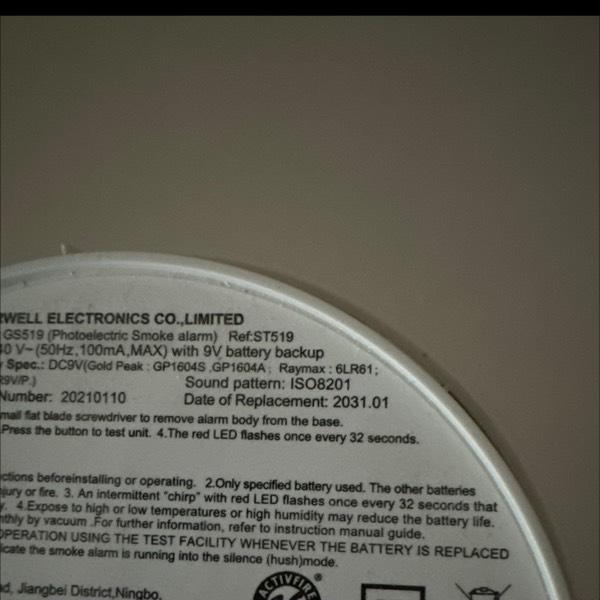 WELL ELECTRONICS CO.,LIMITED
GS519 (Photoelectric Smoke alarm) Ref:ST519
0 V~(50Hz,100mA,MAX) with 9V battery backup
Spec.: DC9V(Gold Peak : GP1604S ,GP1604A ; Raymax : 6LR61;
R9V/P.) Sound pattern: ISO8201
Number: 20210110 Date of Replacement: 2031.01
mall flat blade screwdriver to remove alarm body from the base.
Press the button to test unit. 4.The red LED flashes once every 32 seconds.
ctions beforeinstalling or operating. 2.Only specified battery used. The other batteries
jury or fire. 3. An intermittent "chirp" with red LED flashes once every 32 seconds that
y. 4.Expose to high or low temperatures or high humidity may reduce the battery life.
nthly by vacuum .For further information, refer to instruction manual guide.
OPERATION USING THE TEST FACILITY WHENEVER THE BATTERY IS REPLACED
icate the smoke alarm is running into the silence (hush)mode.
d, Jiangbei District,Ningbo,
ACTIVFIRE ®